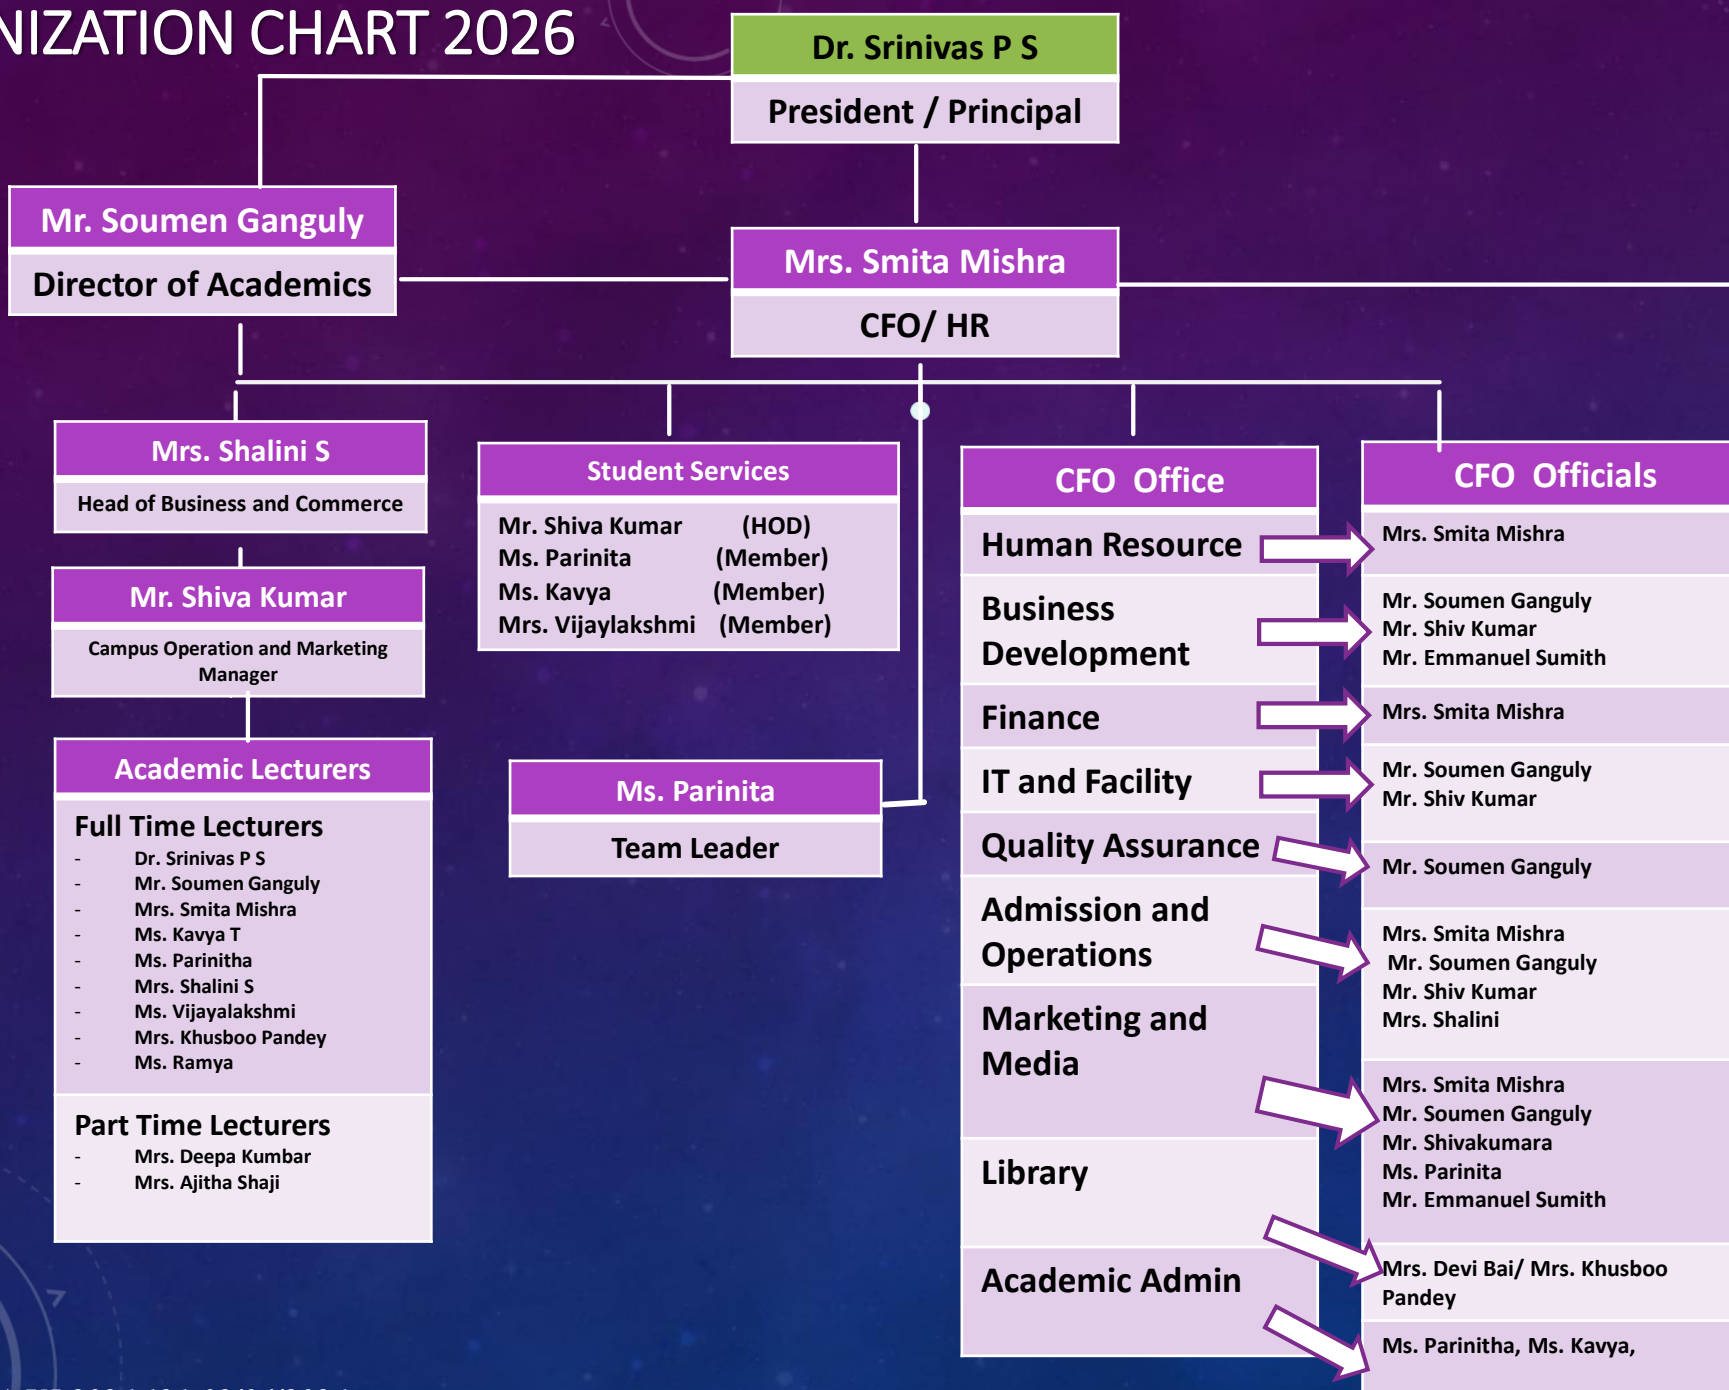 NIZATION CHART 2026
Dr. Srinivas P S
President / Principal
Mr. Soumen Ganguly
Director of Academics
Mrs. Smita Mishra
CFO/ HR
Mrs. Shalini S
Head of Business and Commerce
Mr. Shiva Kumar
Campus Operation and Marketing
Manager
Academic Lecturers
Full Time Lecturers
- Dr. Srinivas P S
- Mr. Soumen Ganguly
- Mrs. Smita Mishra
- Ms. Kavya T
- Ms. Parinitha
- Mrs. Shalini S
- Ms. Vijayalakshmi
- Mrs. Khusboo Pandey
- Ms. Ramya
Part Time Lecturers
- Mrs. Deepa Kumbar
- Mrs. Ajitha Shaji
Student Services
Mr. Shiva Kumar (HOD)
Ms. Parinita (Member)
Ms. Kavya (Member)
Mrs. Vijaylakshmi (Member)
Ms. Parinita
Team Leader
CFO Office
Human Resource
Business
Development
Finance
IT and Facility
Quality Assurance
Admission and
Operations
Marketing and
Media
Library
Academic Admin
CFO Officials
Mrs. Smita Mishra
Mr. Soumen Ganguly
Mr. Shiv Kumar
Mr. Emmanuel Sumith
Mrs. Smita Mishra
Mr. Soumen Ganguly
Mr. Shiv Kumar
Mr. Soumen Ganguly
Mrs. Smita Mishra
Mr. Soumen Ganguly
Mr. Shiv Kumar
Mrs. Shalini
Mrs. Smita Mishra
Mr. Soumen Ganguly
Mr. Shivakumara
Ms. Parinita
Mr. Emmanuel Sumith
Mrs. Devi Bai/ Mrs. Khusboo
Pandey
Ms. Parinitha, Ms. Kavya,